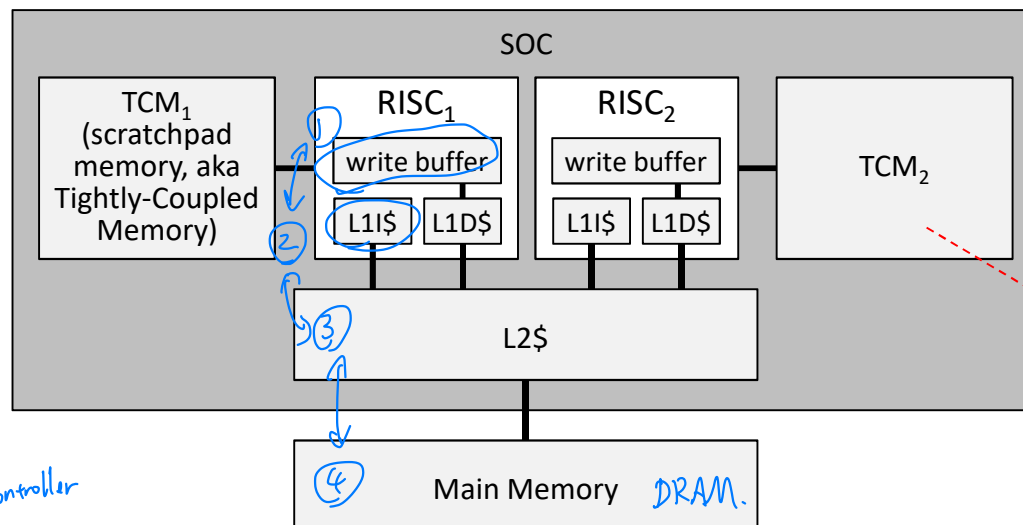 SOC
TCM₁
(scratchpad
memory, aka
Tightly-Coupled
Memory)
RISC₁
①
write buffer
L1I$
L1D$
②
RISC₂
write buffer
L1I$
L1D$
TCM₂
③
L2$
④
Main Memory
DRAM.
ontroller